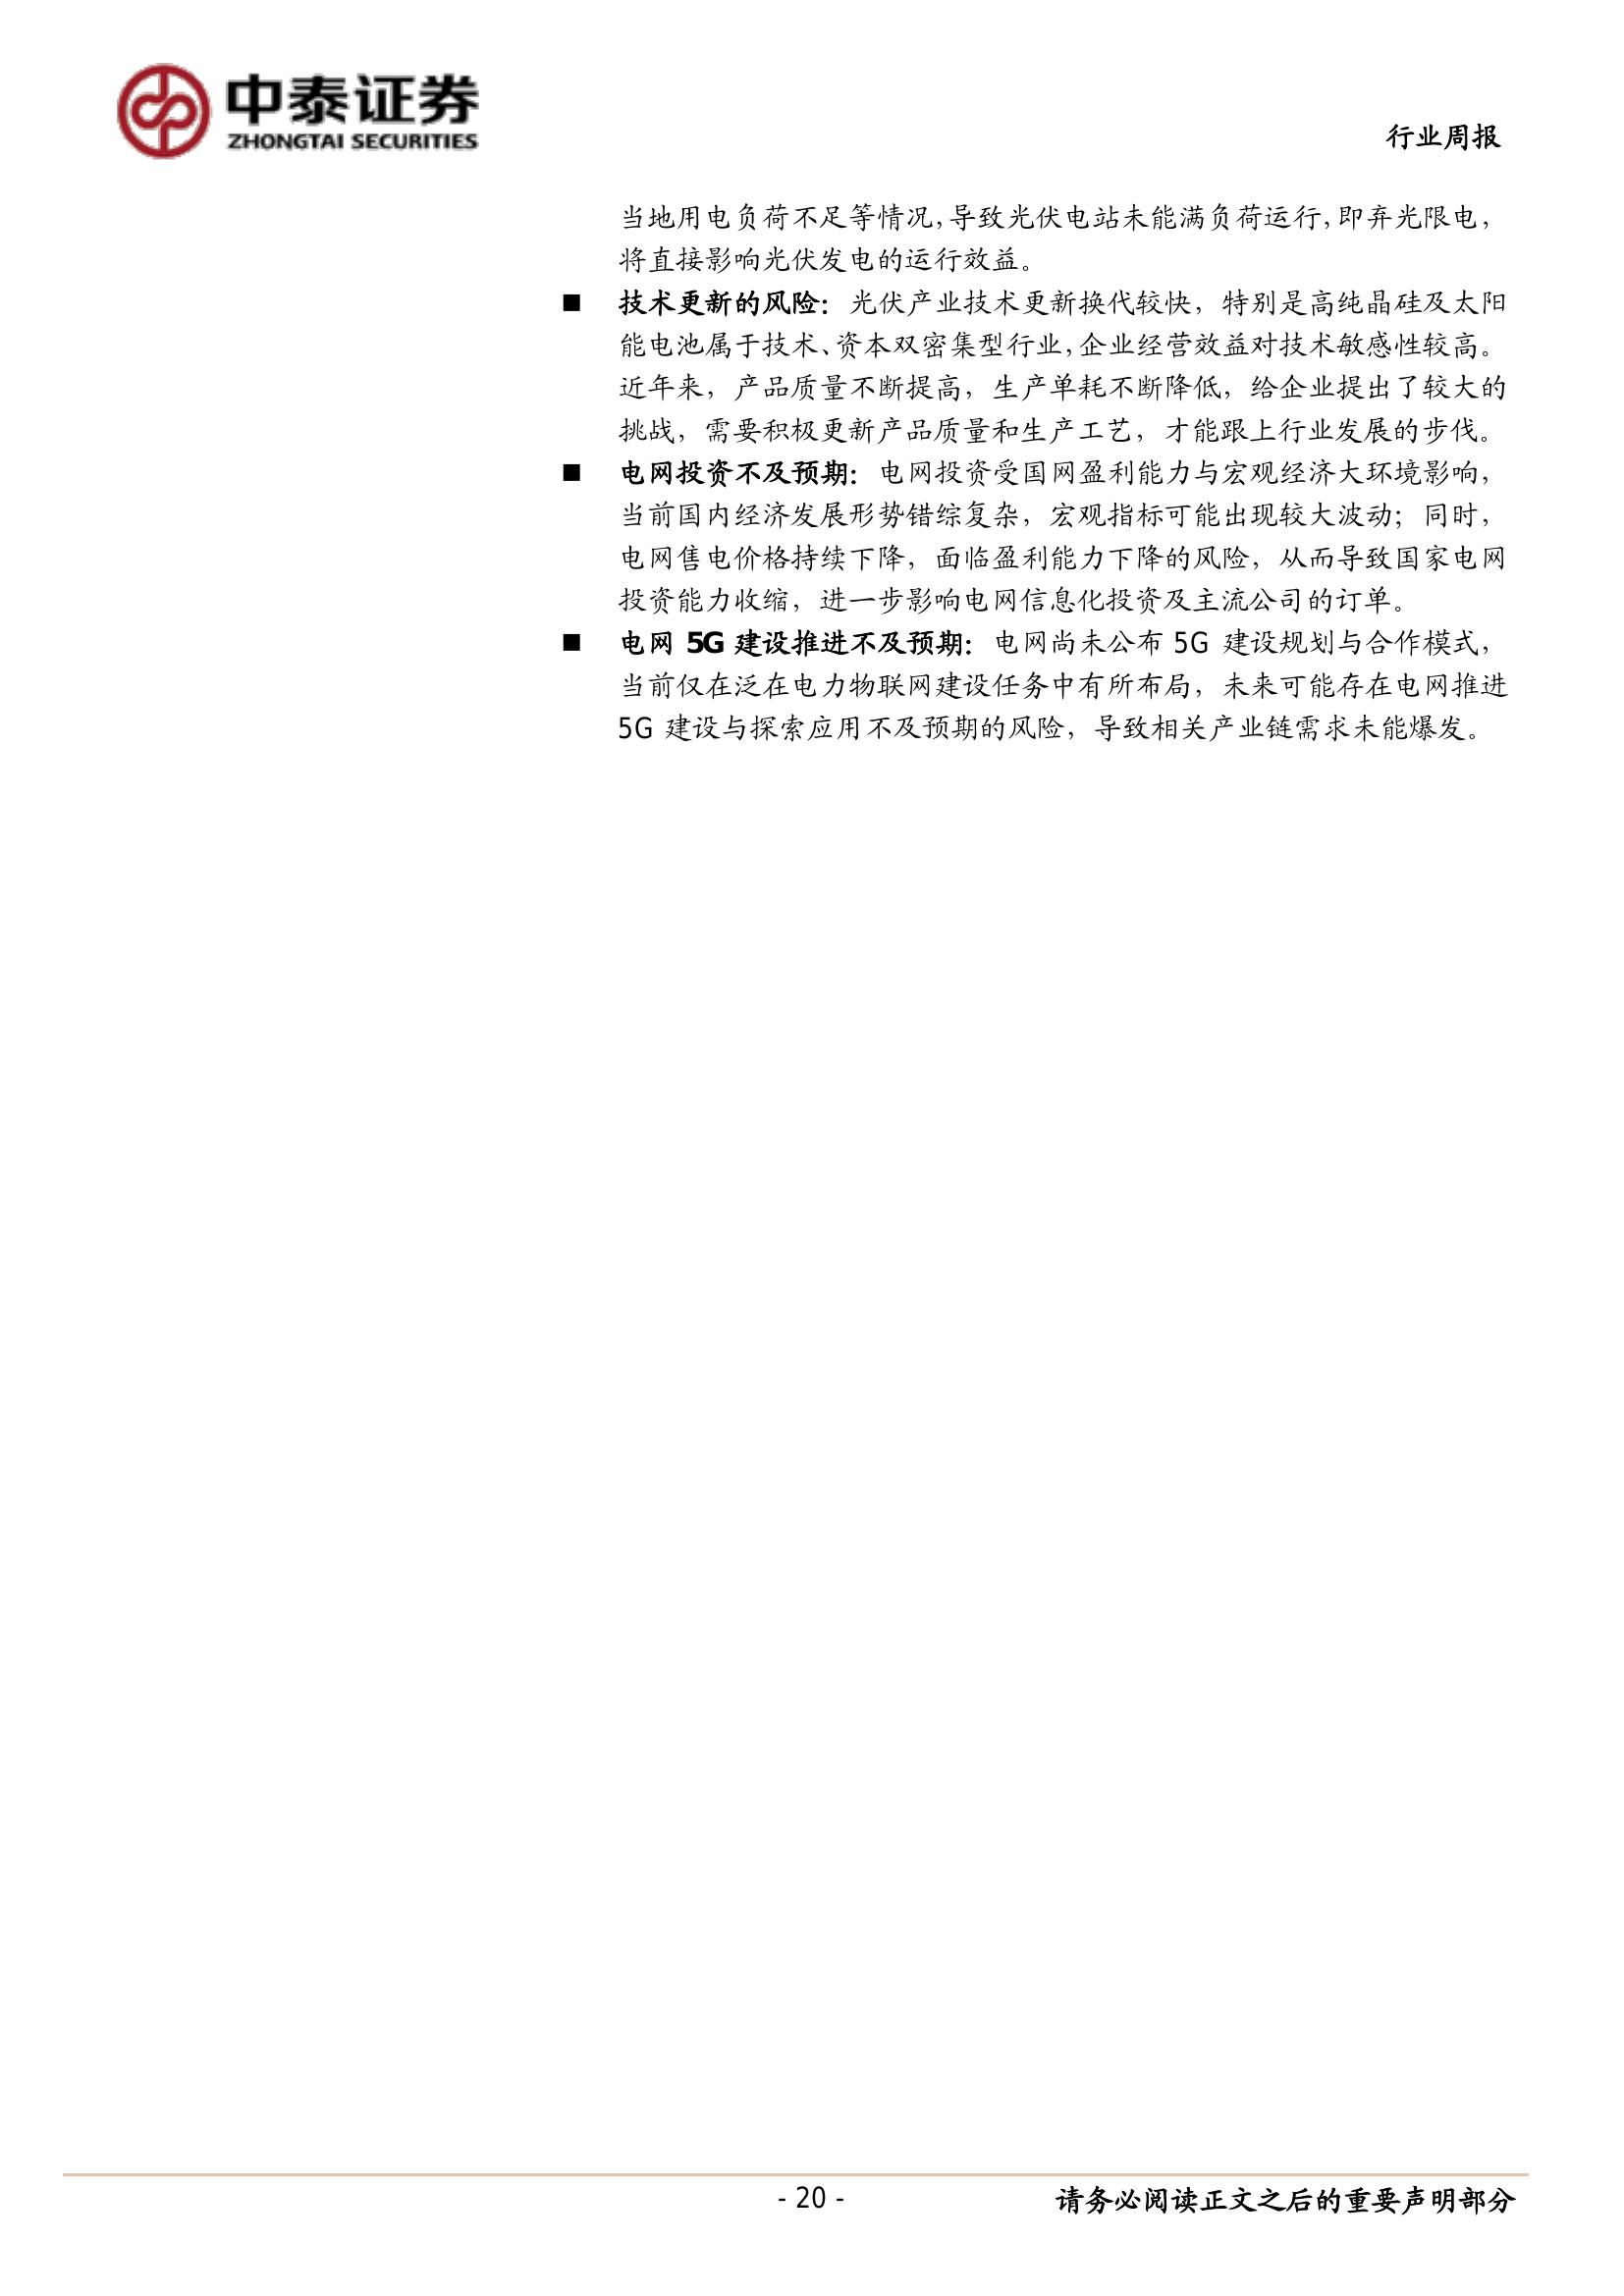 中泰证券
ZHONGTAI SECURITIES
行业周报
当地用电负荷不足等情况，导致光伏电站未能满负荷运行，即弃光限电，
将直接影响光伏发电的运行效益。
■ 技术更新的风险：光伏产业技术更新换代较快，特别是高纯晶硅及太阳
能电池属于技术、资本双密集型行业，企业经营效益对技术敏感性较高。
近年来，产品质量不断提高，生产单耗不断降低，给企业提出了较大的
挑战，需要积极更新产品质量和生产工艺，才能跟上行业发展的步伐。
■ 电网投资不及预期：电网投资受国网盈利能力与宏观经济大环境影响，
当前国内经济发展形势错综复杂，宏观指标可能出现较大波动；同时，
电网售电价格持续下降，面临盈利能力下降的风险，从而导致国家电网
投资能力收缩，进一步影响电网信息化投资及主流公司的订单。
■ 电网 5G 建设推进不及预期：电网尚未公布 5G 建设规划与合作模式，
当前仅在泛在电力物联网建设任务中有所布局，未来可能存在电网推进
5G 建设与探索应用不及预期的风险，导致相关产业链需求未能爆发。
- 20 -
请务必阅读正文之后的重要声明部分